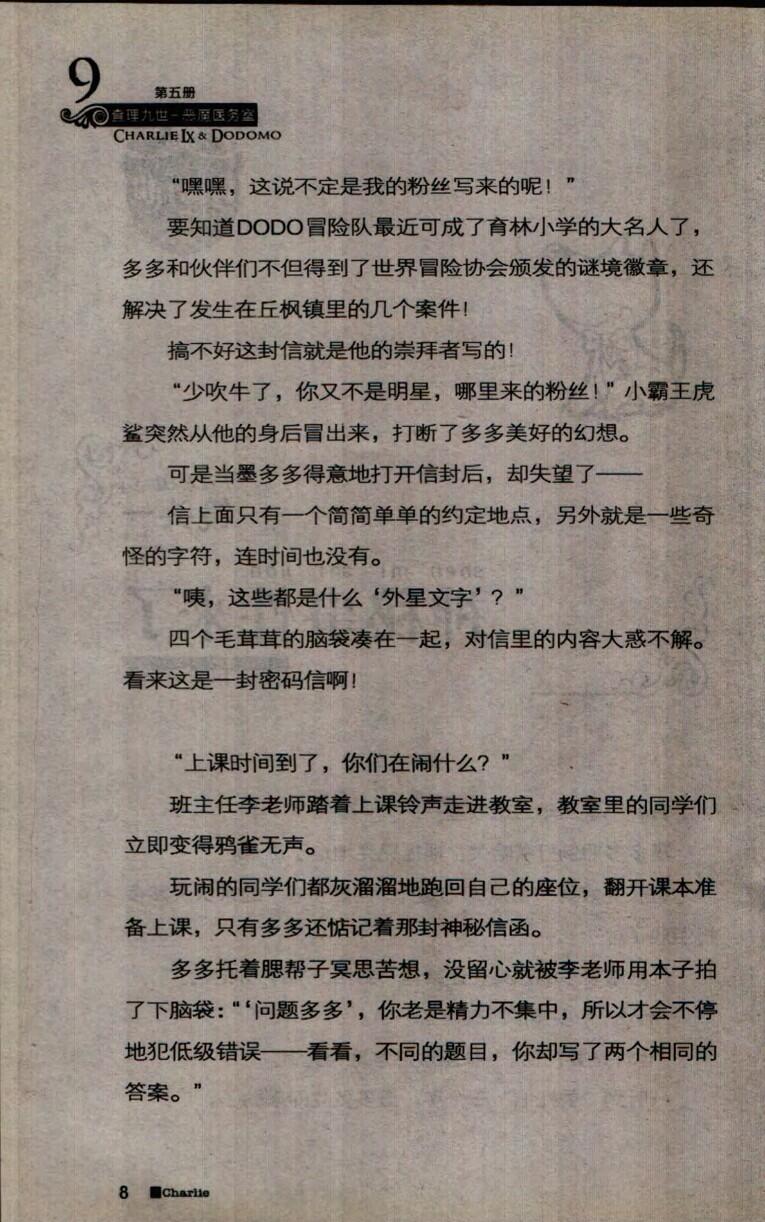 9
第五册
查理九世-恶魔医务室
CHARLIE IX & DODOMO
“嘿嘿，这说不定是我的粉丝写来的呢！”
要知道DODO冒险队最近可成了育林小学的大名人了，
多多和伙伴们不但得到了世界冒险协会颁发的谜境徽章，还
解决了发生在丘枫镇里的几个案件！
搞不好这封信就是他的崇拜者写的！
“少吹牛了，你又不是明星，哪里来的粉丝！”小霸王虎
鲨突然从他的身后冒出来，打断了多多美好的幻想。
可是当墨多多得意地打开信封后，却失望了——
信上面只有一个简简单单的约定地点，另外就是一些奇
怪的字符，连时间也没有。
“咦，这些都是什么‘外星文字’？”
四个毛茸茸的脑袋凑在一起，对信里的内容大惑不解。
看来这是一封密码信啊！
“上课时间到了，你们在闹什么？”
班主任李老师踏着上课铃声走进教室，教室里的同学们
立即变得鸦雀无声。
玩闹的同学们都灰溜溜地跑回自己的座位，翻开课本准
备上课，只有多多还惦记着那封神秘信函。
多多托着腮帮子冥思苦想，没留心就被李老师用本子拍
了下脑袋：“‘问题多多’，你老是精力不集中，所以才会不停
地犯低级错误——看看，不同的题目，你却写了两个相同的
答案。”
8 ■Charlie